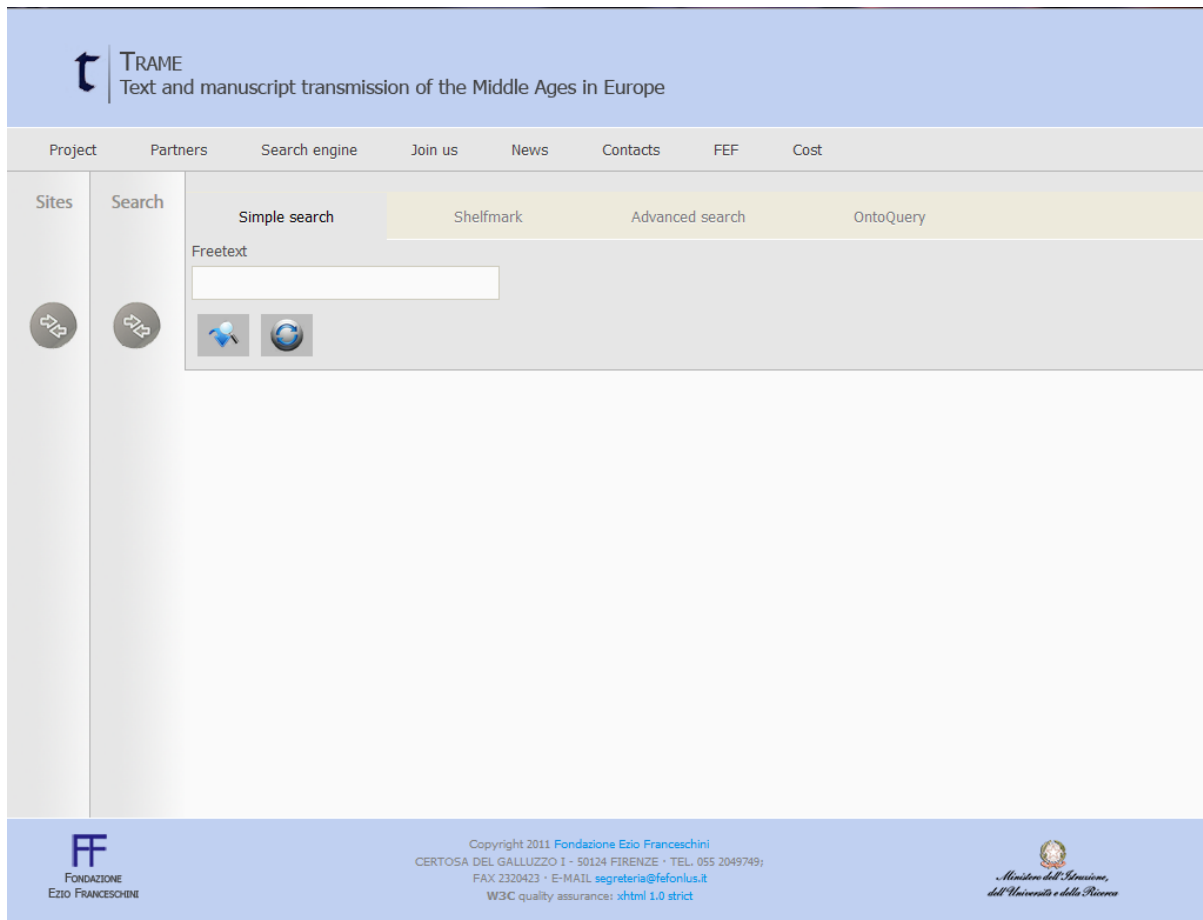 t
TRAME
Text and manuscript transmission of the Middle Ages in Europe
Project Partners Search engine Join us News Contacts FEF Cost
Sites Search
Simple search Shelfmark Advanced search OntoQuery
Freetext
FF
FONDAZIONE
EZIO FRANCESCHINI
Copyright 2011 Fondazione Ezio Franceschini
CERTOSA DEL GALLUZZO I - 50124 FIRENZE · TEL. 055 2049749;
FAX 2320423 · E-MAIL segreteria@fefonlus.it
W3C quality assurance: xhtml 1.0 strict
Ministero dell'Istruzione,
dell'Università e della Ricerca